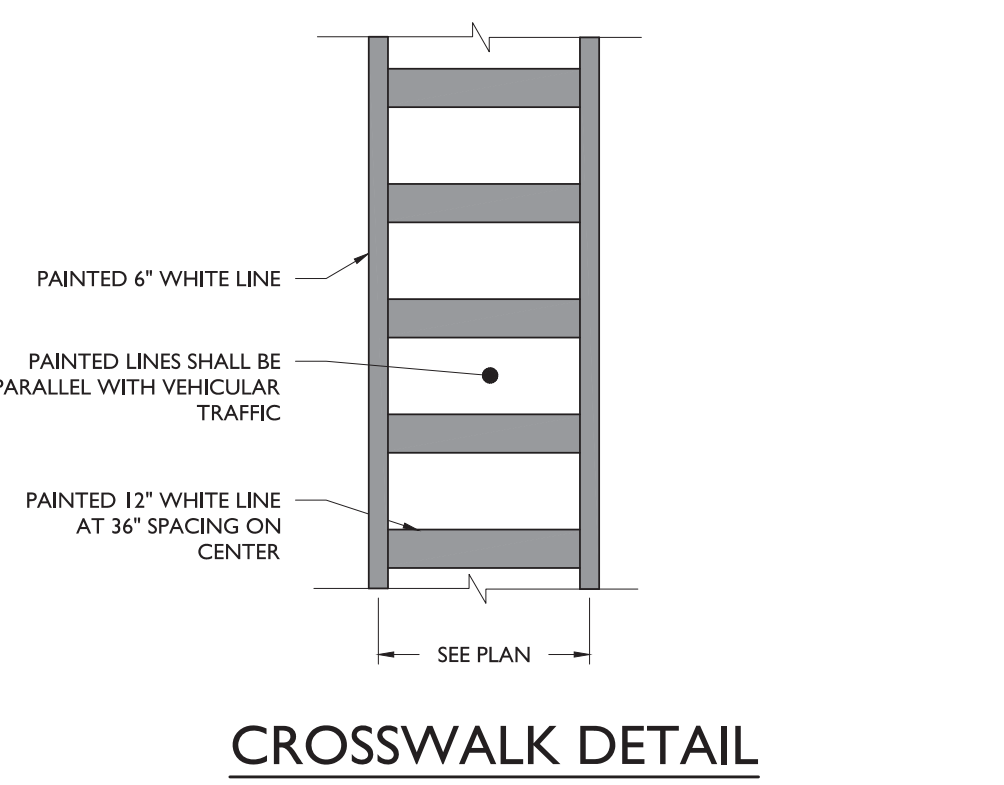 PAINTED 6" WHITE LINE
PAINTED LINES SHALL BE
PARALLEL WITH VEHICULAR
TRAFFIC
PAINTED 12" WHITE LINE
AT 36" SPACING ON
CENTER
SEE PLAN
CROSSWALK DETAIL